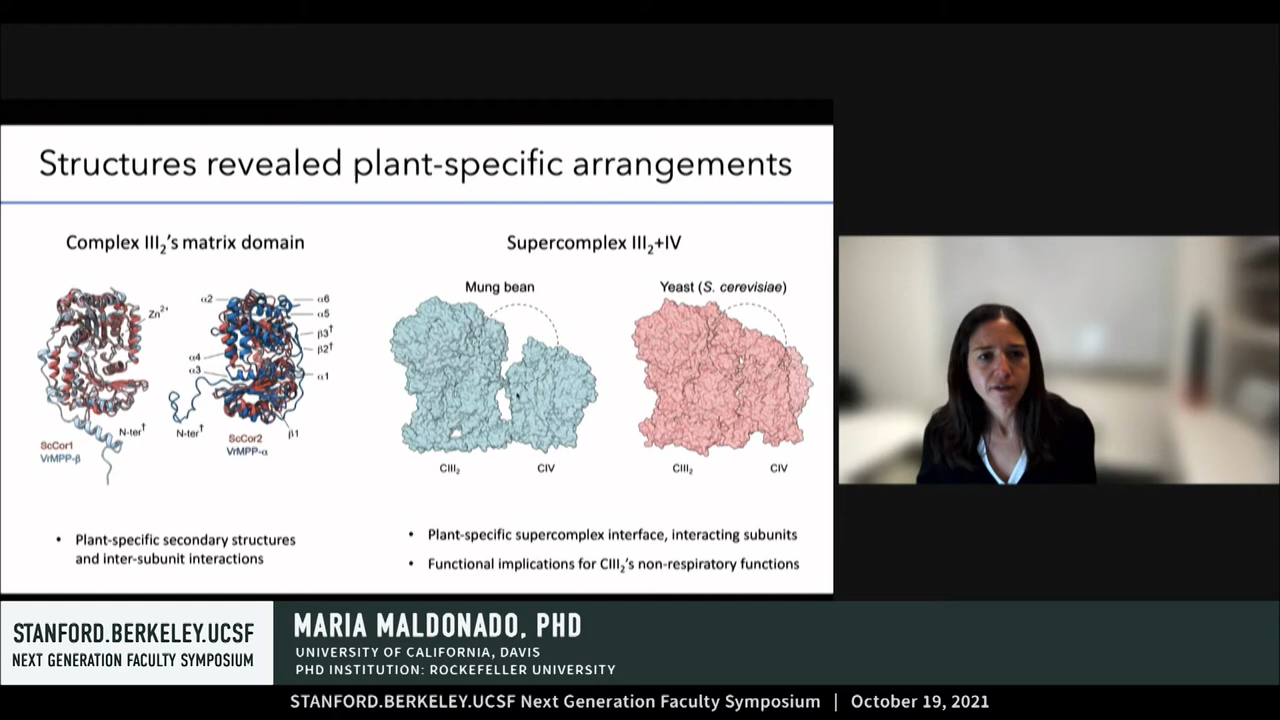 Structures revealed plant-specific arrangements
Complex III₂'s matrix domain
Supercomplex III₂+IV
Mung bean
Yeast (S. cerevisiae)
Zn²⁺
α2
α6
α5
β3†
β2†
α4
α3
α1
N-ter†
N-ter†
β1
ScCor1
VrMPP-β
ScCor2
VrMPP-α
CIII₂
CIV
CIII₂
CIV
• Plant-specific secondary structures
and inter-subunit interactions
• Plant-specific supercomplex interface, interacting subunits
• Functional implications for CIII₂'s non-respiratory functions
STANFORD.BERKELEY.UCSF
NEXT GENERATION FACULTY SYMPOSIUM
MARIA MALDONADO, PHD
UNIVERSITY OF CALIFORNIA, DAVIS
PHD INSTITUTION: ROCKEFELLER UNIVERSITY
STANFORD.BERKELEY.UCSF Next Generation Faculty Symposium | October 19, 2021